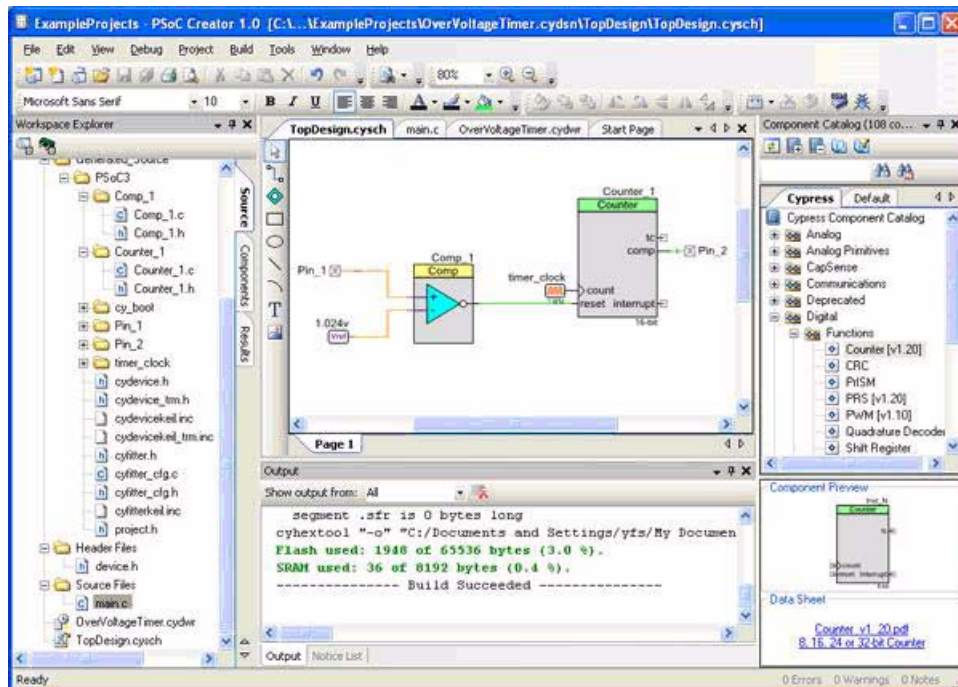 ExampleProjects - PSoC Creator 1.0 [C:\...\ExampleProjects\OverVoltageTimer.cydsn\TopDesign\TopDesign.cysch]
File Edit View Debug Project Build Tools Window Help
80%
Microsoft Sans Serif 10 B I U
Workspace Explorer
Generated_Source
PSoC3
Comp_1
Comp_1.c
Comp_1.h
Counter_1
Counter_1.c
Counter_1.h
cy_boot
Pin_1
Pin_2
timer_clock
cydevice.h
cydevice_trm.h
cydevicekeil.inc
cydevicekeil_trm.inc
cyfitter.h
cyfitter_cfg.c
cyfitter_cfg.h
cyfitterkeil.inc
project.h
Header Files
device.h
Source Files
main.c
OverVoltageTimer.cydwr
TopDesign.cysch
Source
Components
Results
TopDesign.cysch main.c OverVoltageTimer.cydwr Start Page
Counter_1
Counter
tc
comp
Pin_2
Comp_1
Comp
Pin_1
timer_clock
count
reset interrupt
16-bit
1.024v
Vref
Page 1
Output
Show output from: All
segment .sfr is 0 bytes long
cyhextool "-o" "C:/Documents and Settings/yfs/My Documen
Flash used: 1948 of 65536 bytes (3.0 %).
SRAM used: 36 of 8192 bytes (0.4 %).
--------------- Build Succeeded ---------------
Output Notice List
Component Catalog (108 co...
Cypress Default
Cypress Component Catalog
Analog
Analog Primitives
CapSense
Communications
Deprecated
Digital
Functions
Counter [v1.20]
CRC
PrISM
PRS [v1.20]
PWM [v1.10]
Quadrature Decoder
Shift Register
Component Preview
Counter
count
reset interrupt
Data Sheet
Counter_v1_20.pdf
8, 16, 24 or 32-bit Counter
Ready
0 Errors 0 Warnings 0 Notes